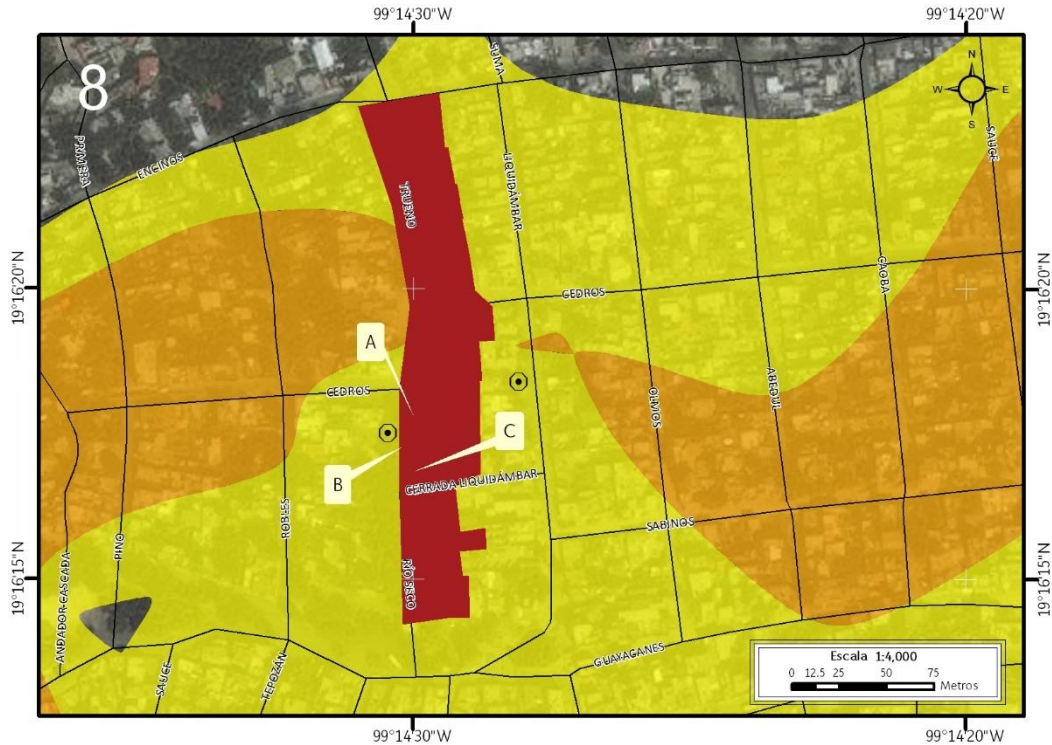 99°14'30"W
99°14'20"W
8
N
W E
S
SUMA
PRIMERA
ENCINOS
TRUENO
LIQUIDÁMBAR
SAUCE
19°16'20"N
19°16'20"N
CEDROS
CAOBA
A
CEDROS
OLIVOS
ABEDUL
C
B
CERRADA LIQUIDÁMBAR
ROBLES
SABINOS
PINO
19°16'15"N
19°16'15"N
RÍO SECO
ANDADOR CASCADA
GUAYACANES
SAUCE
TEPOZÁN
Escala 1:4,000
0 12.5 25 50 75
Metros
99°14'30"W
99°14'20"W